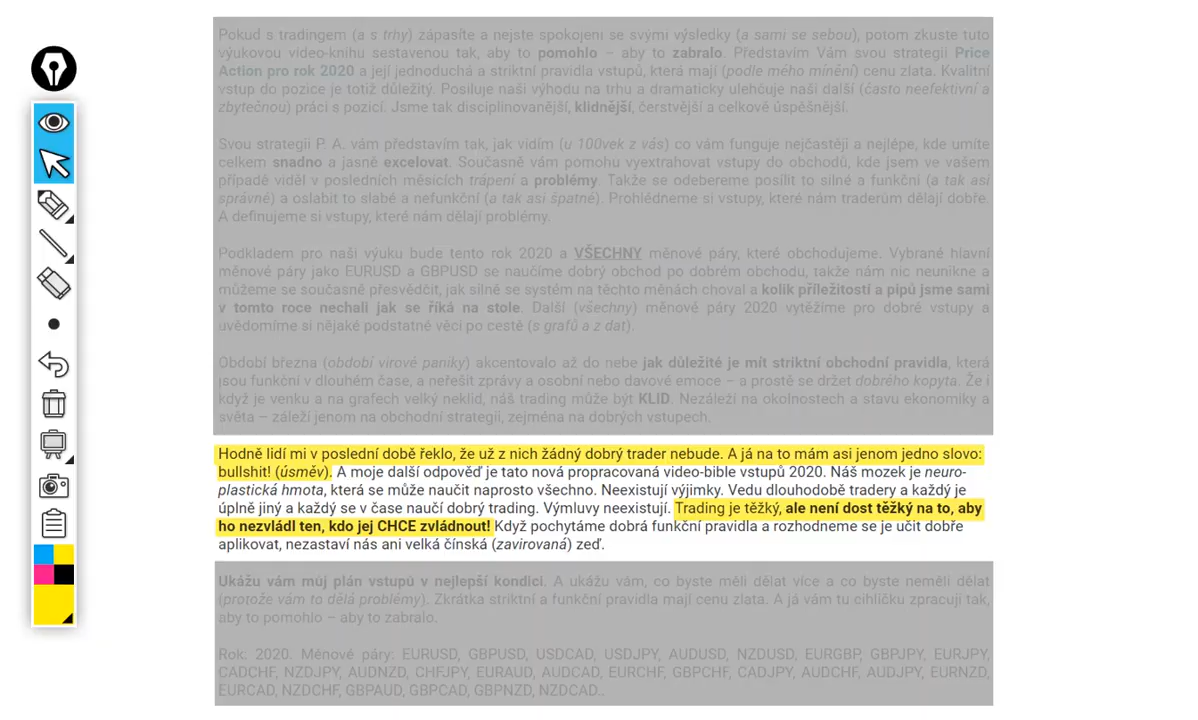 Pokud s tradingem (a s trhy) zápasíte a nejste spokojeni se svými výsledky (a sami se sebou), potom zkuste tuto
výukovou video-knihu sestavenou tak, aby to pomohlo – aby to zabralo. Představím Vám svou strategii Price
Action pro rok 2020 a její jednoduchá a striktní pravidla vstupů, která mají (podle mého mínění) cenu zlata. Kvalitní
vstup do pozice je totiž důležitý. Posiluje naši výhodu na trhu a dramaticky ulehčuje naši další (často neefektivní a
zbytečnou) práci s pozicí. Jsme tak disciplinovanější, klidnější, čerstvější a celkově úspěšnější.
Svou strategii P. A. vám představím tak, jak vidím (u 100vek z vás) co vám funguje nejčastěji a nejlépe, kde umíte
celkem snadno a jasně excelovat. Současně vám pomohu vyextrahovat vstupy do obchodů, kde jsem ve vašem
případě viděl v posledních měsících trápení a problémy. Takže se odebereme posílit to silné a funkční (a tak asi
správné) a oslabit to slabé a nefunkční (a tak asi špatné). Prohlédneme si vstupy, které nám traderům dělají dobře.
A definujeme si vstupy, které nám dělají problémy.
Podkladem pro naši výuku bude tento rok 2020 a VŠECHNY měnové páry, které obchodujeme. Vybrané hlavní
měnové páry jako EURUSD a GBPUSD se naučíme dobrý obchod po dobrém obchodu, takže nám nic neunikne a
můžeme se současně přesvědčit, jak silně se systém na těchto měnách choval a kolik příležitostí a pipů jsme sami
v tomto roce nechali jak se říká na stole. Další (všechny) měnové páry 2020 vytěžíme pro dobré vstupy a
uvědomíme si nějaké podstatné věci po cestě (s grafů a z dat).
Období března (období virové paniky) akcentovalo až do nebe jak důležité je mít striktní obchodní pravidla, která
jsou funkční v dlouhém čase, a neřešit zprávy a osobní nebo davové emoce – a prostě se držet dobrého kopyta. Že i
když je venku a na grafech velký neklid, náš trading může být KLID. Nezáleží na okolnostech a stavu ekonomiky a
světa – záleží jenom na obchodní strategii, zejména na dobrých vstupech.
Hodně lidí mi v poslední době řeklo, že už z nich žádný dobrý trader nebude. A já na to mám asi jenom jedno slovo:
bullshit! (úsměv). A moje další odpověď je tato nová propracovaná video-bible vstupů 2020. Náš mozek je neuro-
plastická hmota, která se může naučit naprosto všechno. Neexistují výjimky. Vedu dlouhodobě tradery a každý je
úplně jiný a každý se v čase naučí dobrý trading. Výmluvy neexistují. Trading je těžký, ale není dost těžký na to, aby
ho nezvládl ten, kdo jej CHCE zvládnout! Když pochytáme dobrá funkční pravidla a rozhodneme se je učit dobře
aplikovat, nezastaví nás ani velká čínská (zavirovaná) zeď.
Ukážu vám můj plán vstupů v nejlepší kondici. A ukážu vám, co byste měli dělat více a co byste neměli dělat
(protože vám to dělá problémy). Zkrátka striktní a funkční pravidla mají cenu zlata. A já vám tu cihličku zpracuji tak,
aby to pomohlo – aby to zabralo.
Rok: 2020. Měnové páry: EURUSD, GBPUSD, USDCAD, USDJPY, AUDUSD, NZDUSD, EURGBP, GBPJPY, EURJPY,
CADCHF, NZDJPY, AUDNZD, CHFJPY, EURAUD, AUDCAD, EURCHF, GBPCHF, CADJPY, AUDCHF, AUDJPY, EURNZD,
EURCAD, NZDCHF, GBPAUD, GBPCAD, GBPNZD, NZDCAD..